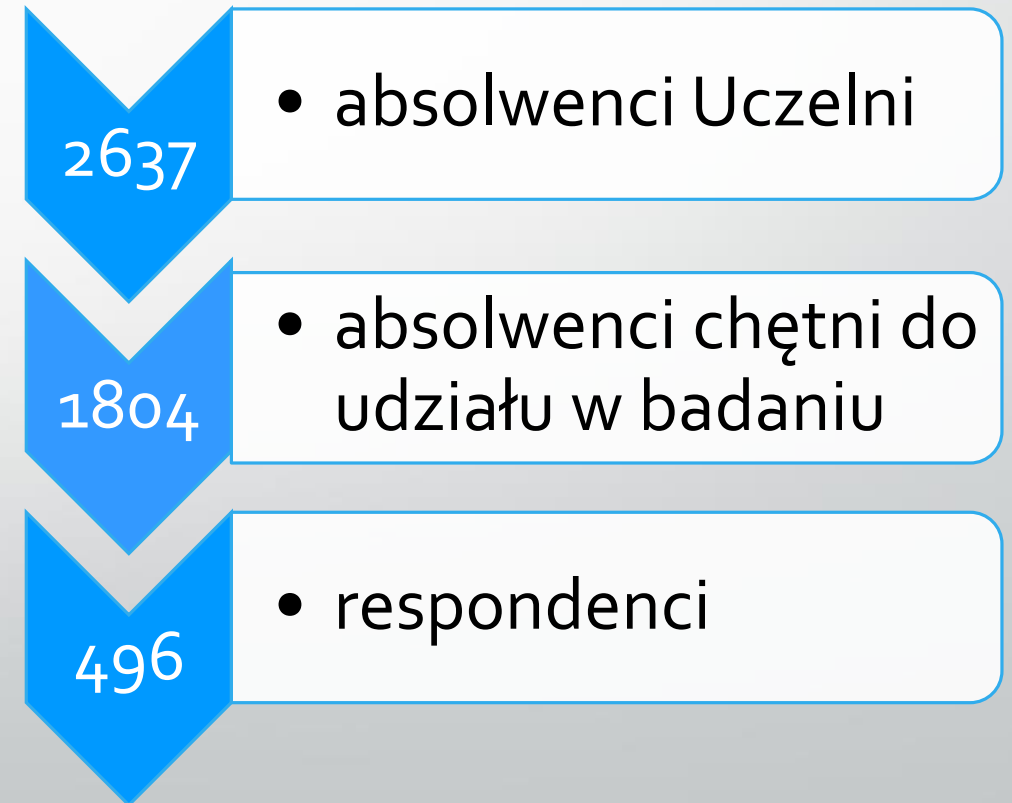 2637
• absolwenci Uczelni
1804
• absolwenci chętni do
udziału w badaniu
496
• respondenci